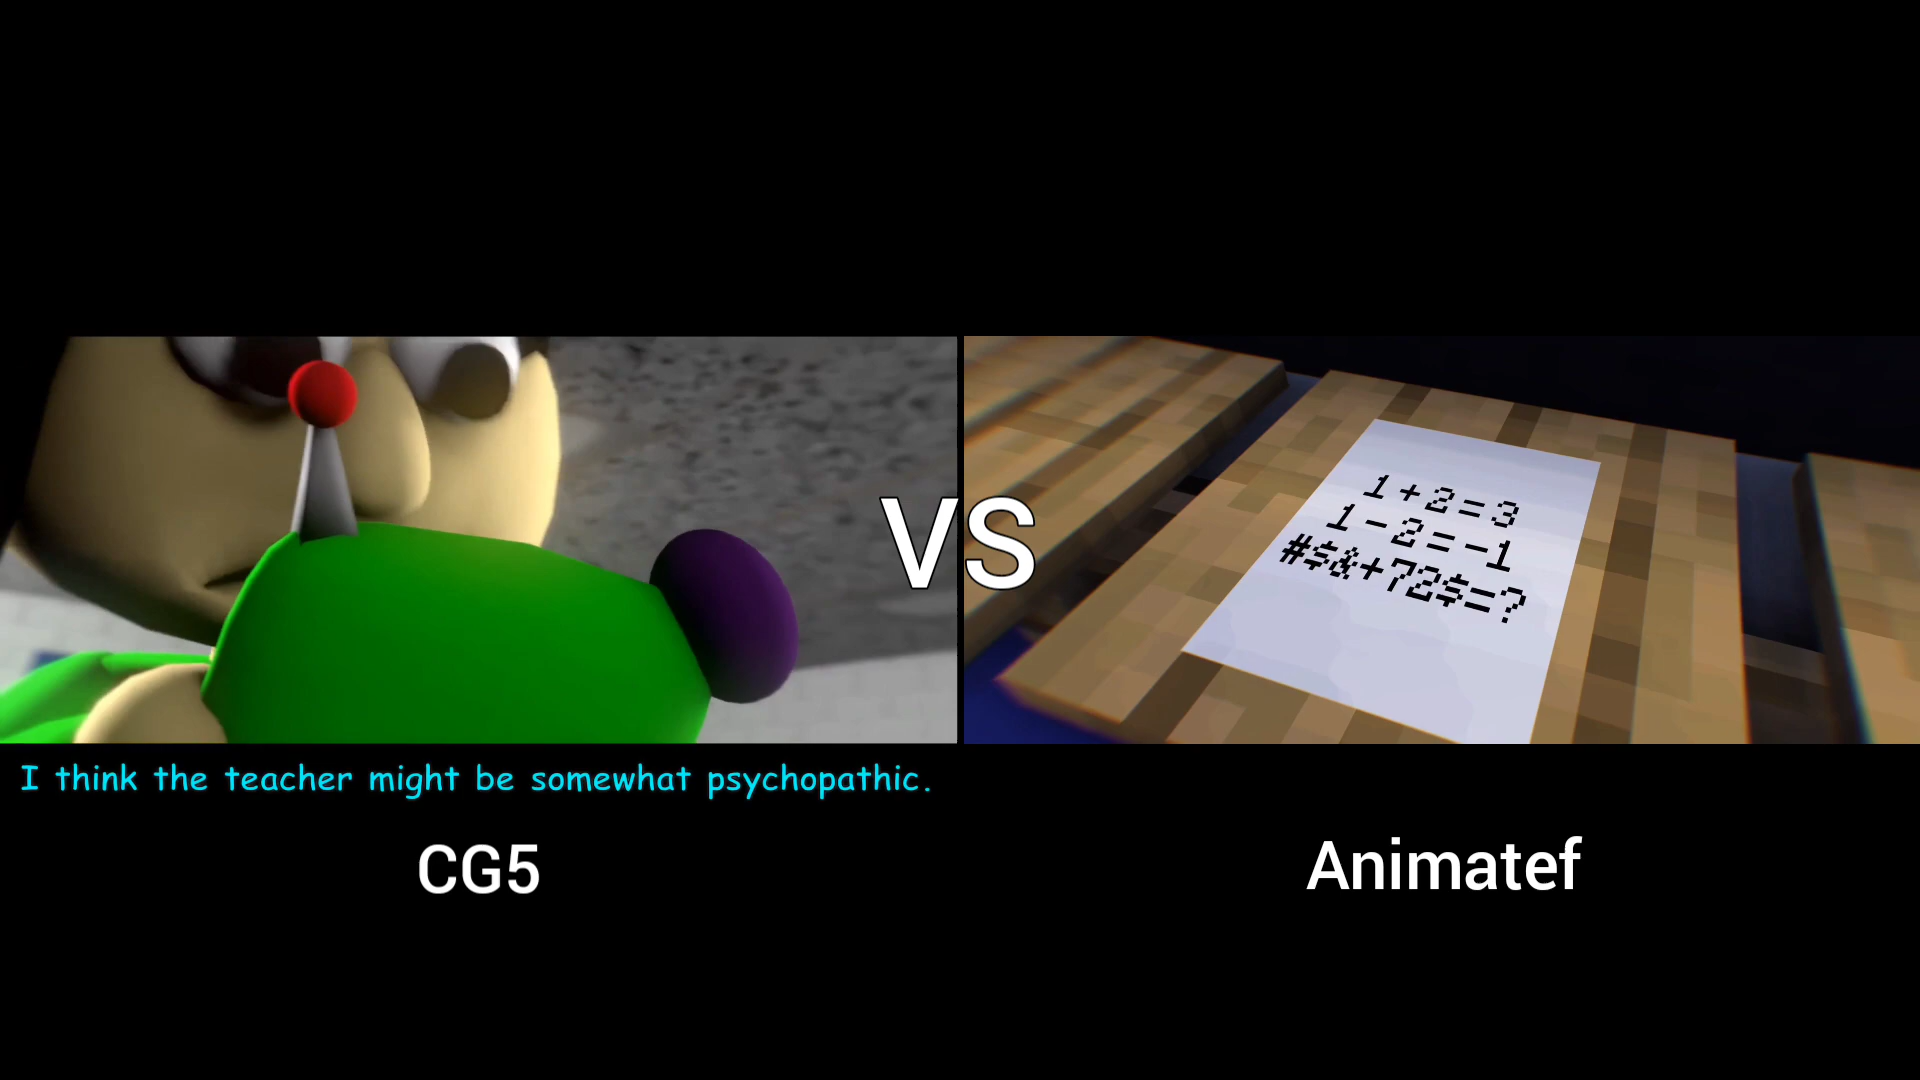 VS
1+2=3
1-2=-1
#$&+72$=?
I think the teacher might be somewhat psychopathic.
CG5
Animatef